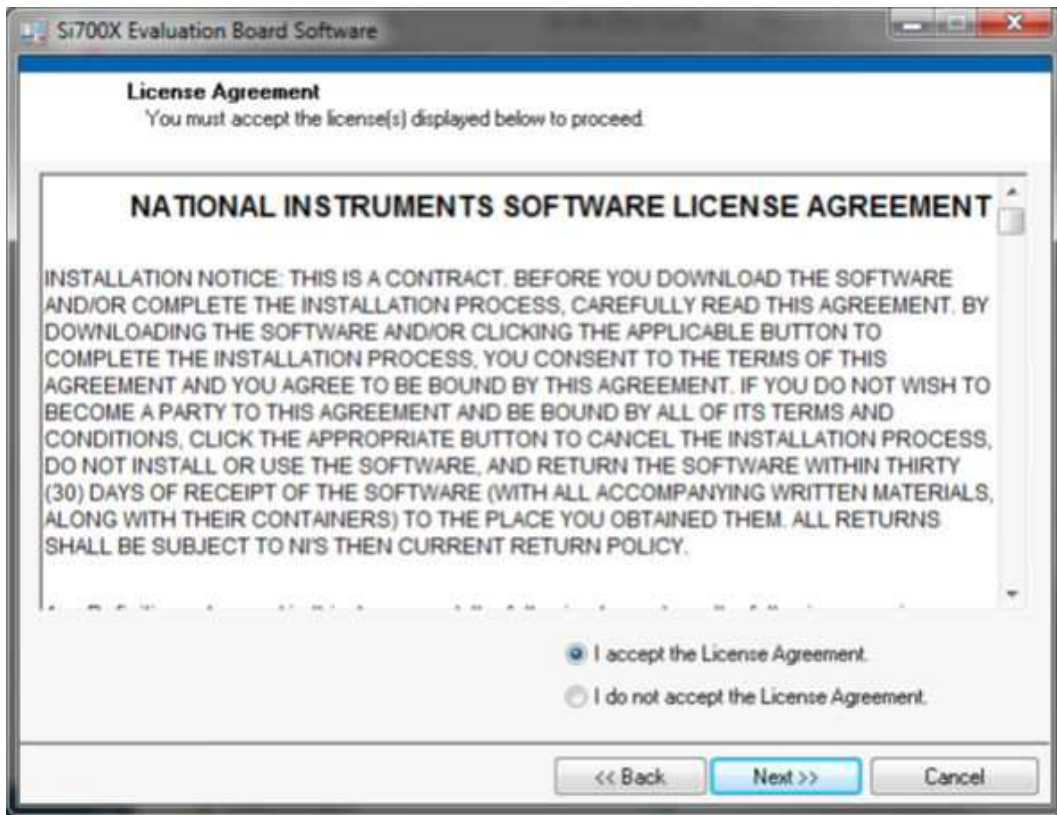 Si700X Evaluation Board Software
License Agreement
You must accept the license(s) displayed below to proceed.
NATIONAL INSTRUMENTS SOFTWARE LICENSE AGREEMENT
INSTALLATION NOTICE: THIS IS A CONTRACT. BEFORE YOU DOWNLOAD THE SOFTWARE
AND/OR COMPLETE THE INSTALLATION PROCESS, CAREFULLY READ THIS AGREEMENT. BY
DOWNLOADING THE SOFTWARE AND/OR CLICKING THE APPLICABLE BUTTON TO
COMPLETE THE INSTALLATION PROCESS, YOU CONSENT TO THE TERMS OF THIS
AGREEMENT AND YOU AGREE TO BE BOUND BY THIS AGREEMENT. IF YOU DO NOT WISH TO
BECOME A PARTY TO THIS AGREEMENT AND BE BOUND BY ALL OF ITS TERMS AND
CONDITIONS, CLICK THE APPROPRIATE BUTTON TO CANCEL THE INSTALLATION PROCESS,
DO NOT INSTALL OR USE THE SOFTWARE, AND RETURN THE SOFTWARE WITHIN THIRTY
(30) DAYS OF RECEIPT OF THE SOFTWARE (WITH ALL ACCOMPANYING WRITTEN MATERIALS,
ALONG WITH THEIR CONTAINERS) TO THE PLACE YOU OBTAINED THEM. ALL RETURNS
SHALL BE SUBJECT TO NI'S THEN CURRENT RETURN POLICY.
I accept the License Agreement.
I do not accept the License Agreement.
<< Back
Next >>
Cancel